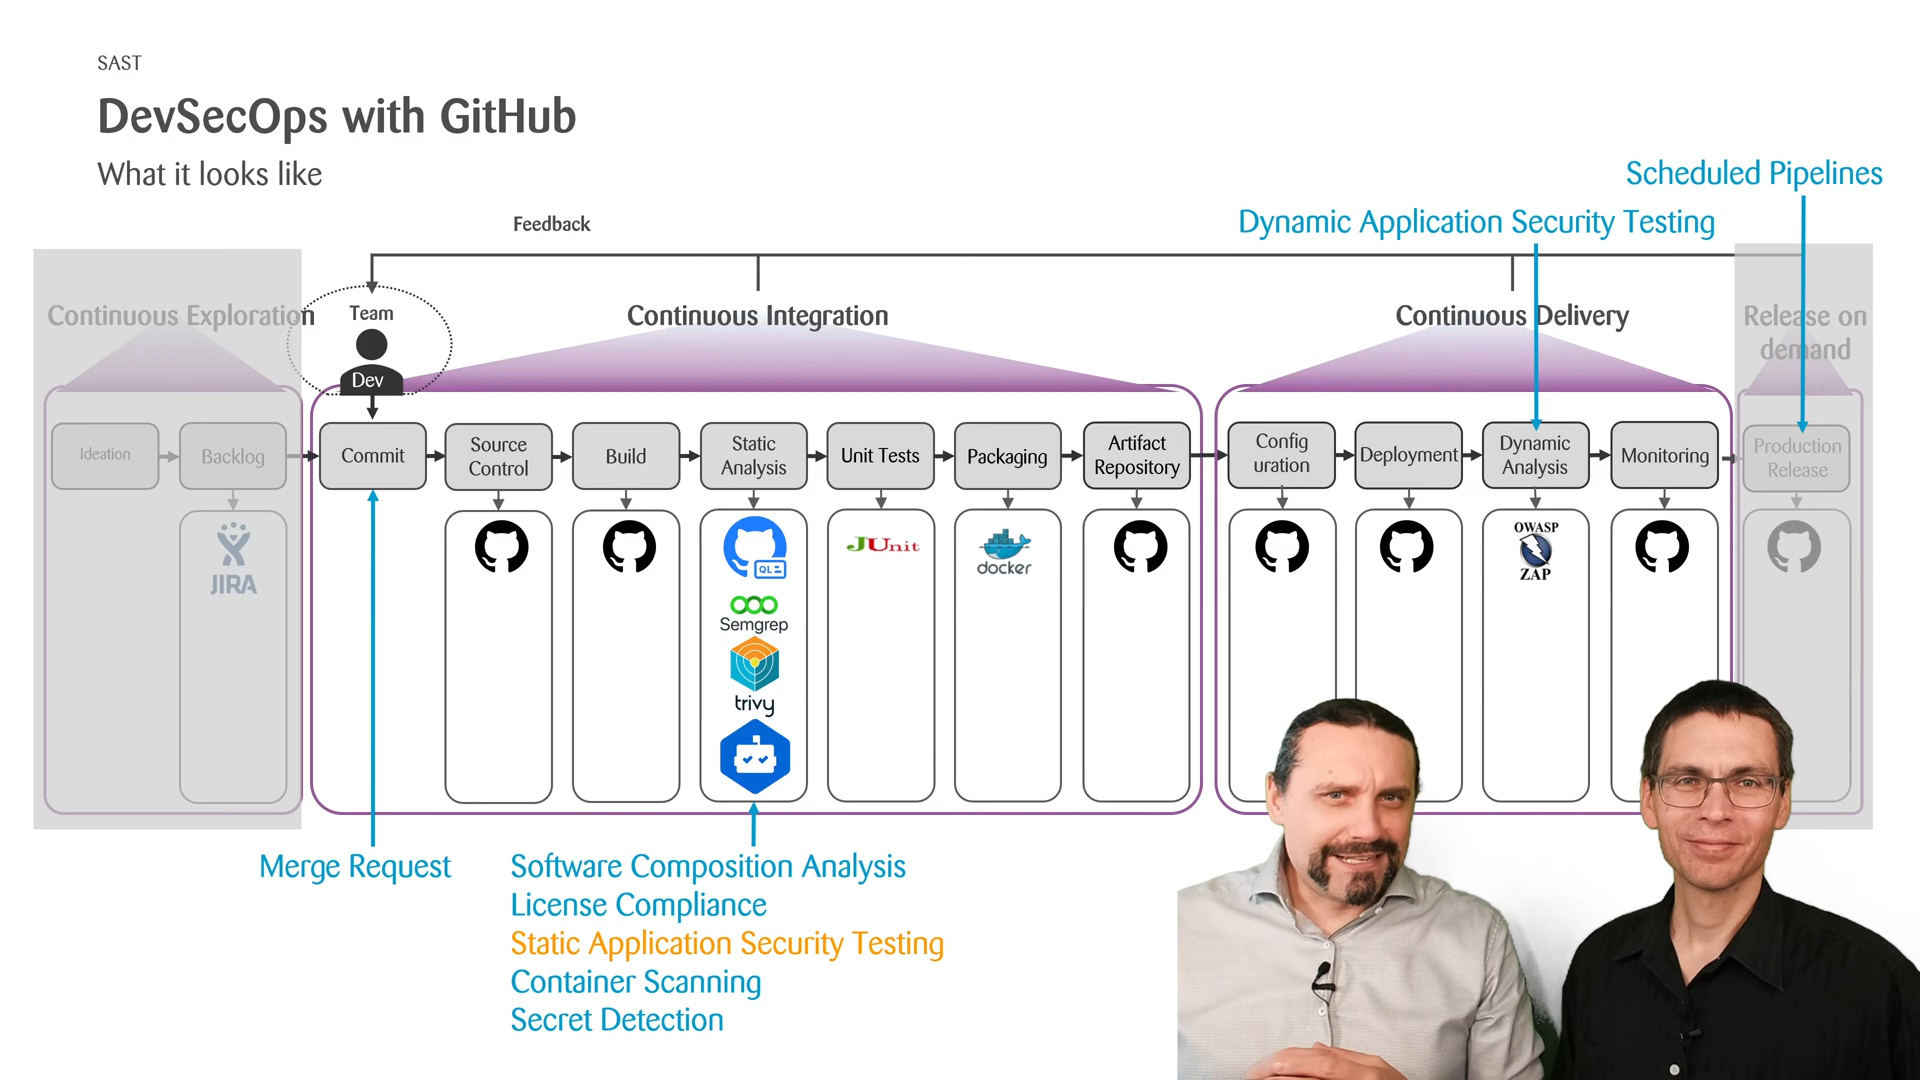 SAST
DevSecOps with GitHub
What it looks like
Scheduled Pipelines
Dynamic Application Security Testing
Feedback
Continuous Exploration
Team
Dev
Continuous Integration
Continuous Delivery
Release on
demand
Ideation
Backlog
Commit
Source
Control
Build
Static
Analysis
Unit Tests
Packaging
Artifact
Repository
Config
uration
Deployment
Dynamic
Analysis
Monitoring
Production
Release
JIRA
QL
Semgrep
trivy
JUnit
docker
OWASP
ZAP
Merge Request
Software Composition Analysis
License Compliance
Static Application Security Testing
Container Scanning
Secret Detection